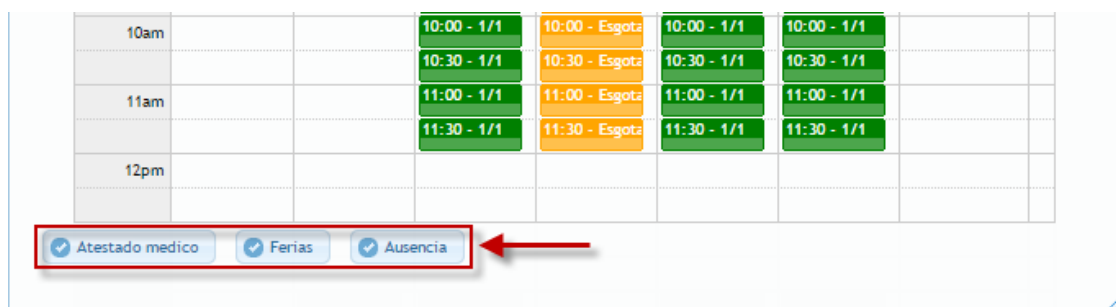 10am 10:00 - 1/1 10:00 - Esgota 10:00 - 1/1 10:00 - 1/1
10:30 - 1/1 10:30 - Esgota 10:30 - 1/1 10:30 - 1/1
11am 11:00 - 1/1 11:00 - Esgota 11:00 - 1/1 11:00 - 1/1
11:30 - 1/1 11:30 - Esgota 11:30 - 1/1 11:30 - 1/1
12pm
Atestado medico Ferias Ausencia